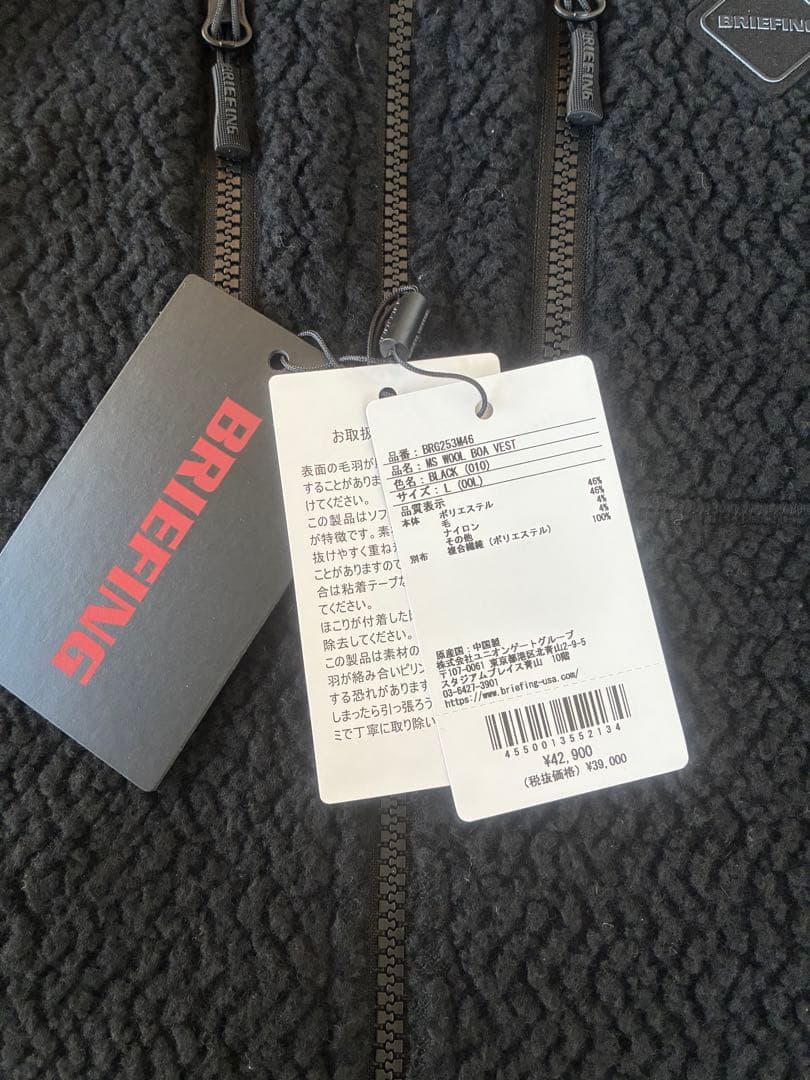 BRIEFING
BRIEFING
BRIEFING
BRIEFING
お取扱
表面の毛羽が
することがありま
けてください。
この製品はソフ
が特徴です。素
抜けやすく重ね
ことがありますので
合は粘着テープな
てください。
ほこりが付着した
除去してください。
この製品は素材の
羽が絡み合いピリン
する恐れがあります
しまったら引っ張ろう
ミで丁寧に取り除い
品番：BRG253M46
品名：MS WOOL BOA VEST
色名：BLACK (010)
サイズ：L (00L)
品質表示
本体 ポリエステル 46%
毛 46%
ナイロン 4%
その他 4%
別布 複合繊維（ポリエステル） 100%
原産国：中国製
株式会社ユニオンゲートグループ
〒107-0061 東京都港区北青山2-9-5
スタジアムプレイス青山 10階
03-6427-3901
https://www.briefing-usa.com/
4550013552134
¥42,900
（税抜価格）¥39,000